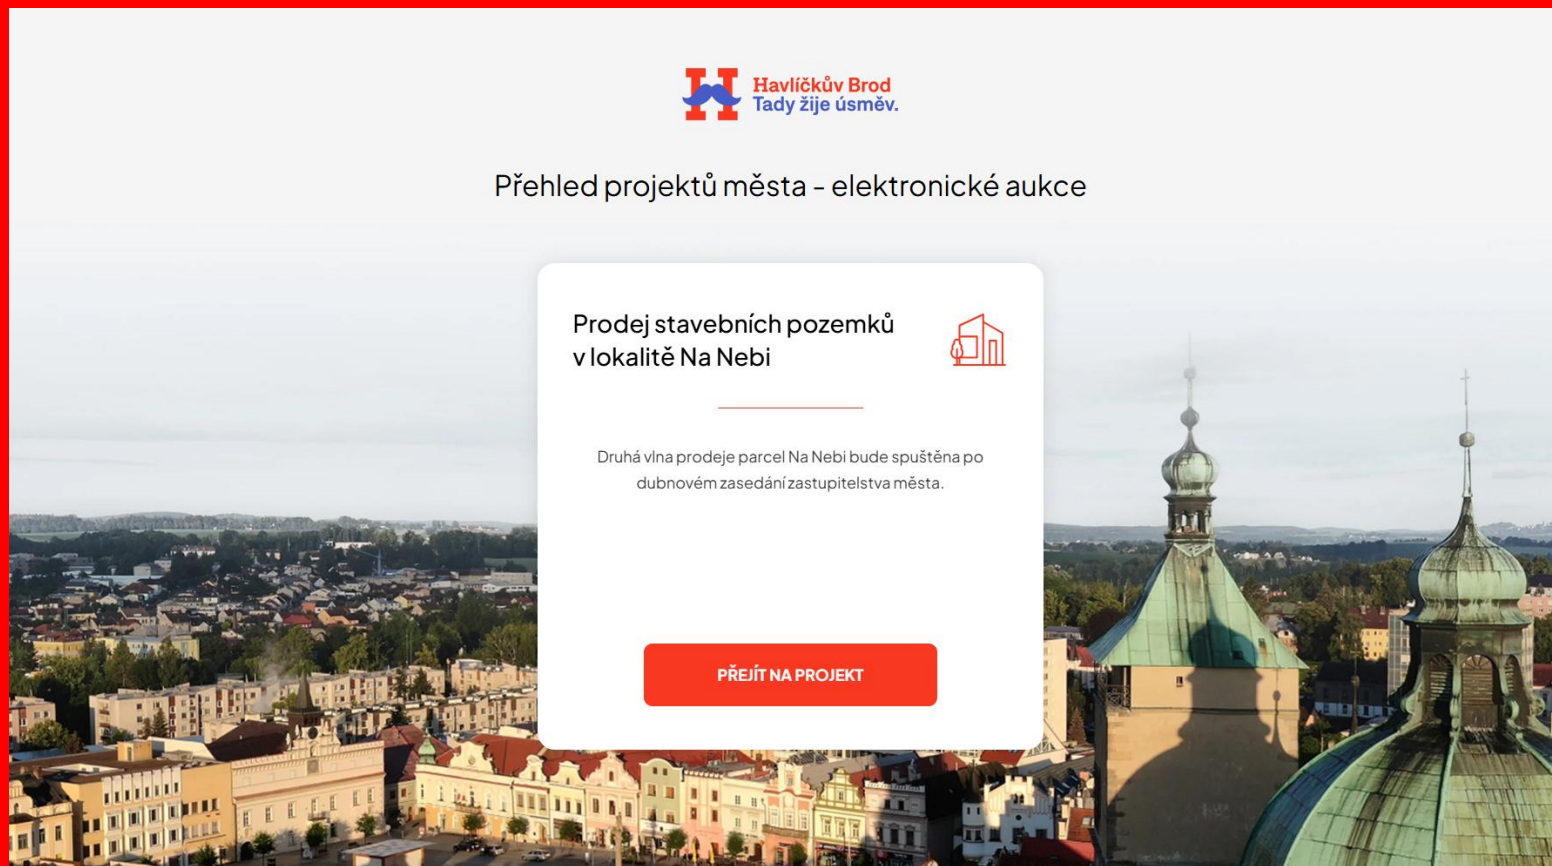 Havlíčkův Brod
Tady žije úsměv.
Přehled projektů města - elektronické aukce
Prodej stavebních pozemků
v lokalitě Na Nebi
Druhá vlna prodeje parcel Na Nebi bude spuštěna po
dubnovém zasedání zastupitelstva města.
PŘEJÍT NA PROJEKT